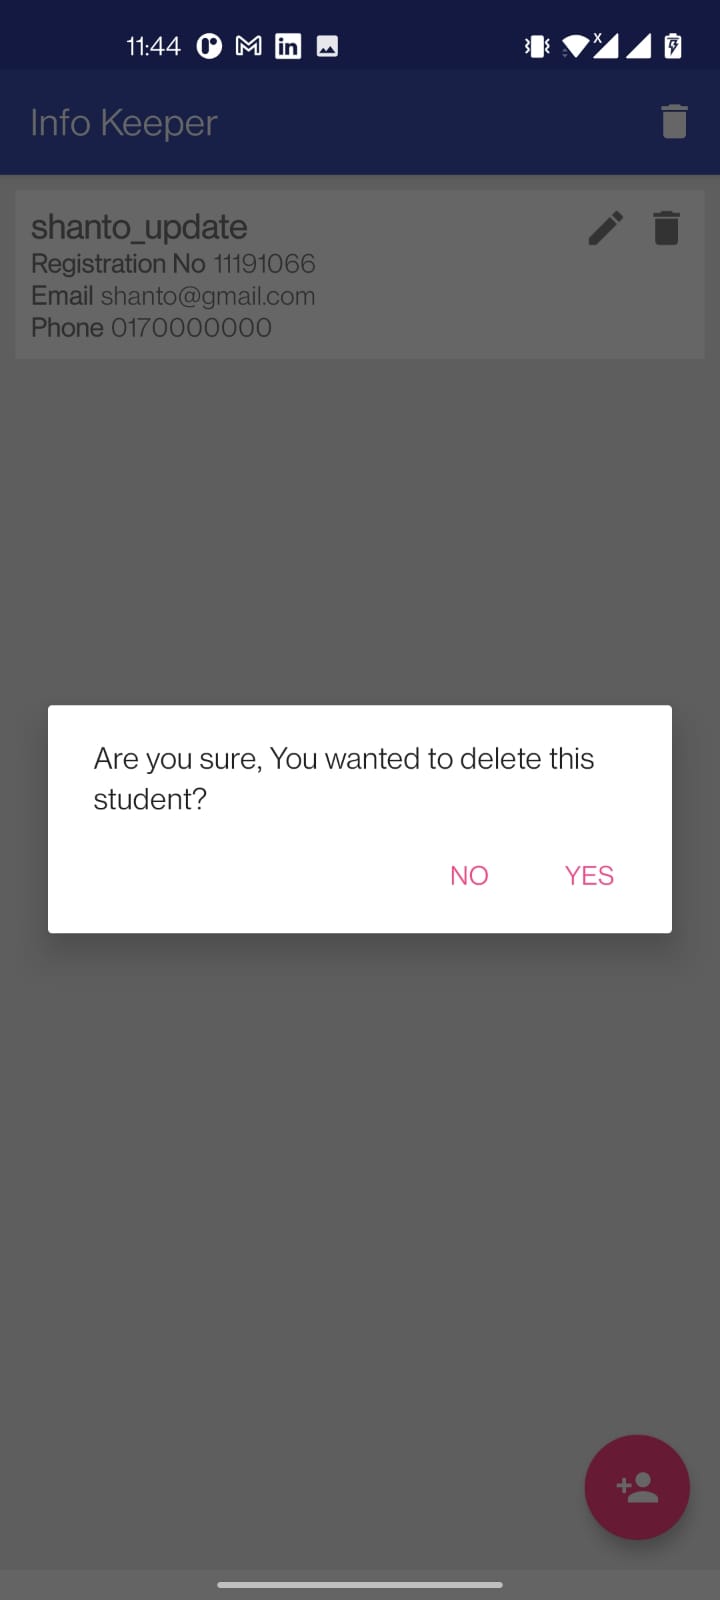 11:44
Info Keeper
shanto_update
Registration No 11191066
Email shanto@gmail.com
Phone 0170000000
Are you sure, You wanted to delete this
student?
NO YES